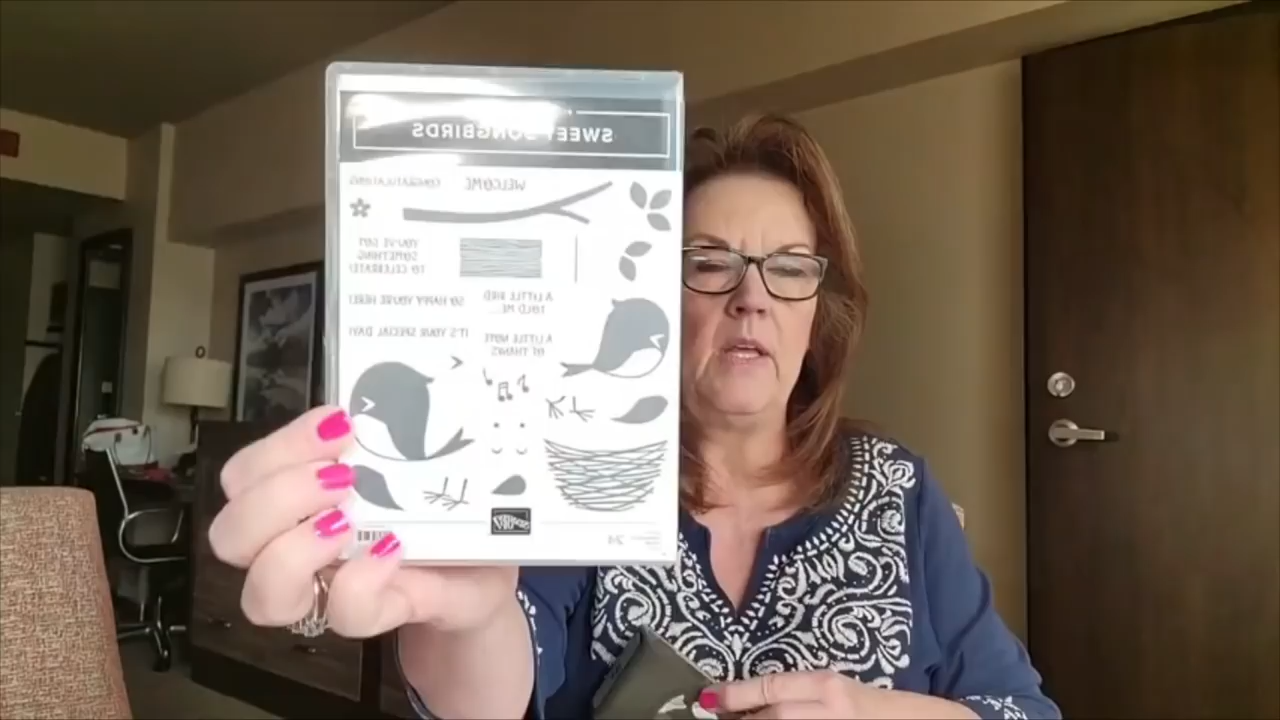 SWEET SONGBIRDS
CONGRATULATIONS
WELCOME
YOU'VE GOT
SOMETHING
TO CELEBRATE!
A LITTLE BIRD
TOLD ME...
SO HAPPY YOU'RE HERE!
A LITTLE NOTE
OF THANKS
IT'S YOUR SPECIAL DAY!
24